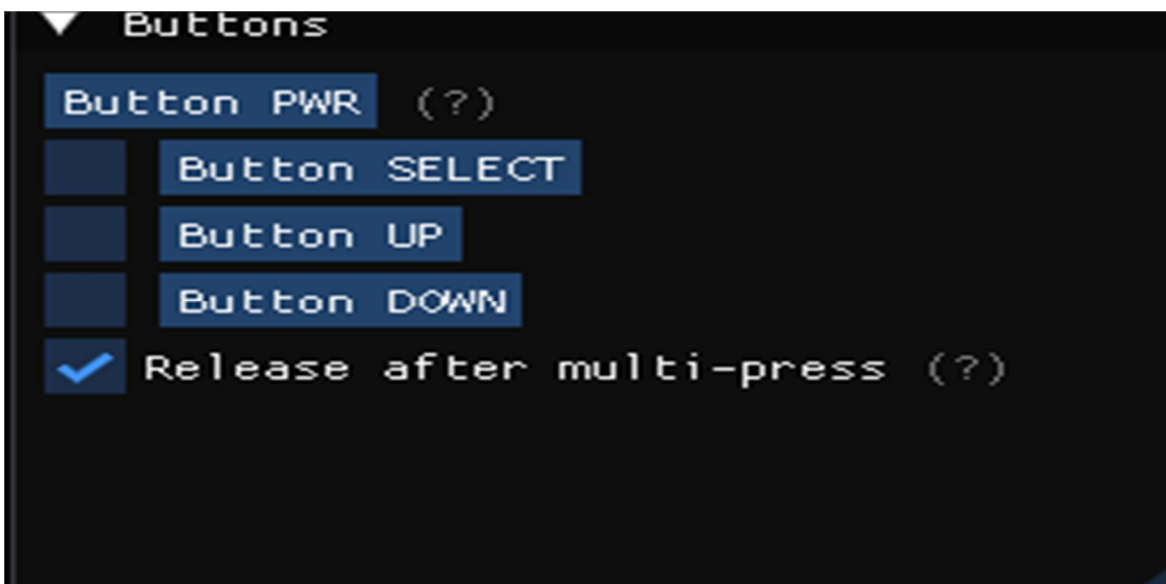 Buttons
Button PWR (?)
Button SELECT
Button UP
Button DOWN
Release after multi-press (?)